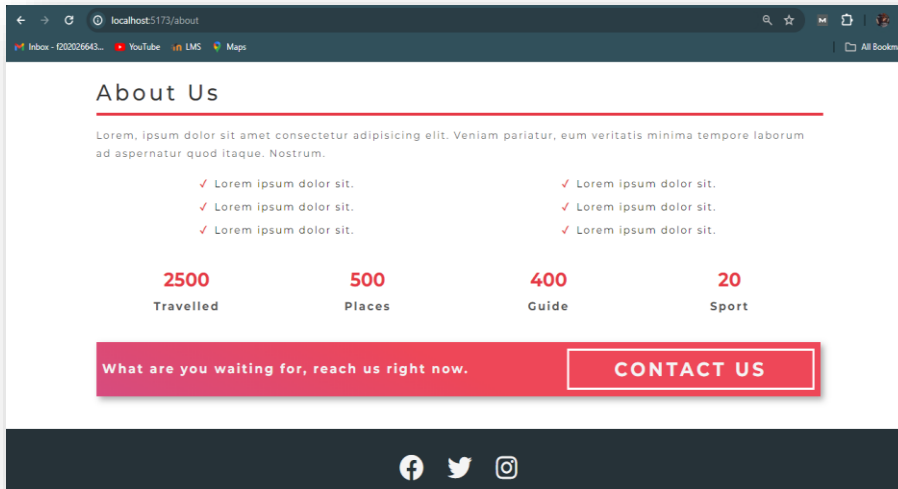 localhost:5173/about
Inbox - f202026643... YouTube LMS Maps All Bookma
About Us
Lorem, ipsum dolor sit amet consectetur adipisicing elit. Veniam pariatur, eum veritatis minima tempore laborum
ad aspernatur quod itaque. Nostrum.
✓ Lorem ipsum dolor sit. ✓ Lorem ipsum dolor sit.
✓ Lorem ipsum dolor sit. ✓ Lorem ipsum dolor sit.
✓ Lorem ipsum dolor sit. ✓ Lorem ipsum dolor sit.
2500 500 400 20
Travelled Places Guide Sport
What are you waiting for, reach us right now. CONTACT US